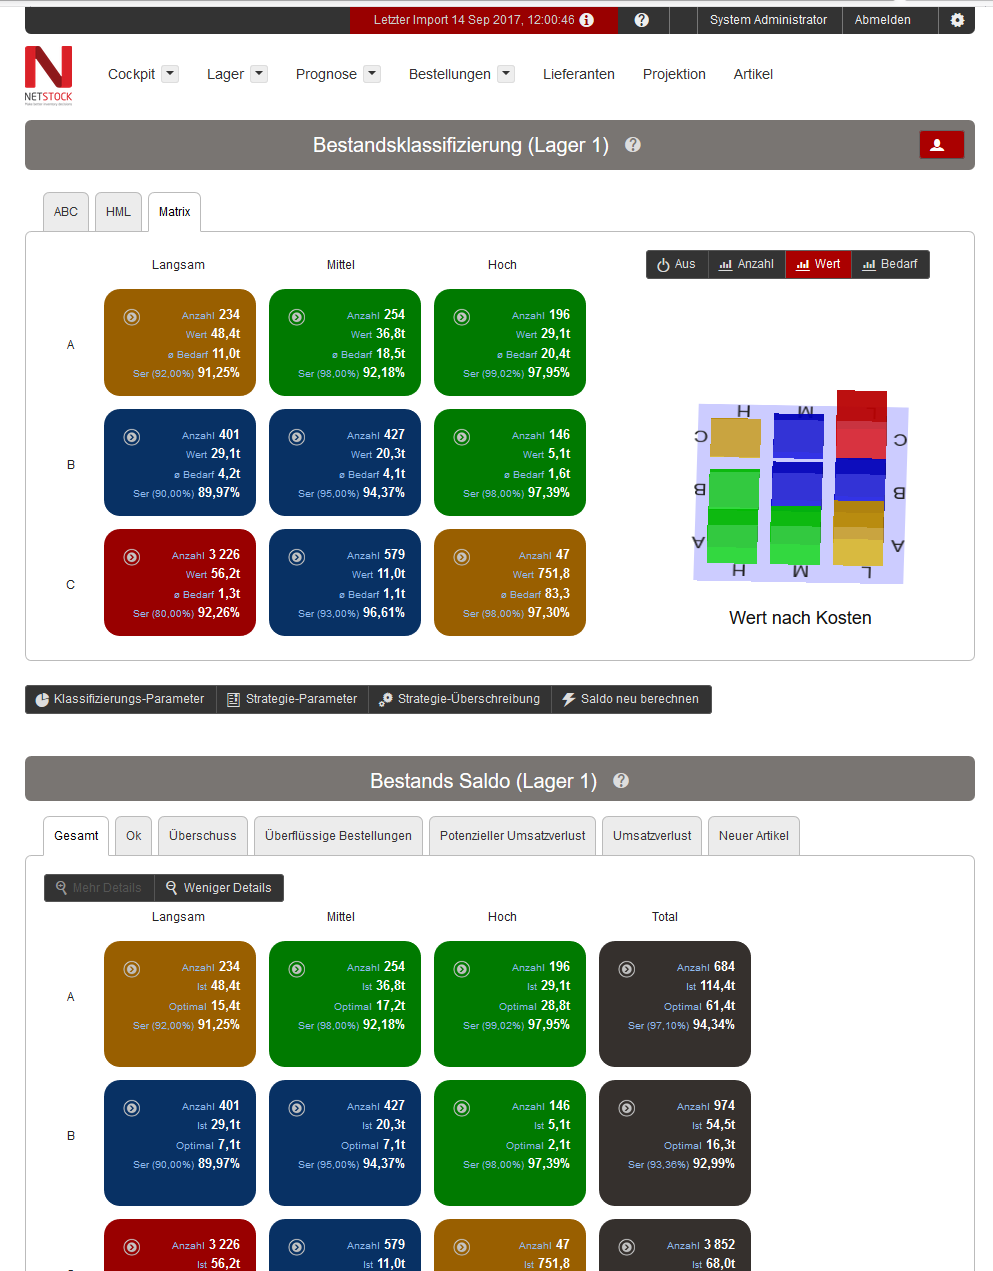 Letzter Import 14 Sep 2017, 12:00:46
System Administrator
Abmelden
NETSTOCK
Cockpit
Lager
Prognose
Bestellungen
Lieferanten
Projektion
Artikel
Bestandsklassifizierung (Lager 1)
ABC
HML
Matrix
Langsam
Mittel
Hoch
Aus
Anzahl
Wert
Bedarf
A
Anzahl 234
Wert 48,4t
ø Bedarf 11,0t
Ser (92,00%) 91,25%
Anzahl 254
Wert 36,8t
ø Bedarf 18,5t
Ser (98,00%) 92,18%
Anzahl 196
Wert 29,1t
ø Bedarf 20,4t
Ser (99,02%) 97,95%
B
Anzahl 401
Wert 29,1t
ø Bedarf 4,2t
Ser (90,00%) 89,97%
Anzahl 427
Wert 20,3t
ø Bedarf 4,1t
Ser (95,00%) 94,37%
Anzahl 146
Wert 5,1t
ø Bedarf 1,6t
Ser (98,00%) 97,39%
C
Anzahl 3 226
Wert 56,2t
ø Bedarf 1,3t
Ser (80,00%) 92,26%
Anzahl 579
Wert 11,0t
ø Bedarf 1,1t
Ser (93,00%) 96,61%
Anzahl 47
Wert 751,8
ø Bedarf 83,3
Ser (98,00%) 97,30%
H M L
C C
B B
A A
H M L
Wert nach Kosten
Klassifizierungs-Parameter
Strategie-Parameter
Strategie-Überschreibung
Saldo neu berechnen
Bestands Saldo (Lager 1)
Gesamt
Ok
Überschuss
Überflüssige Bestellungen
Potenzieller Umsatzverlust
Umsatzverlust
Neuer Artikel
Mehr Details
Weniger Details
Langsam
Mittel
Hoch
Total
A
Anzahl 234
Ist 48,4t
Optimal 15,4t
Ser (92,00%) 91,25%
Anzahl 254
Ist 36,8t
Optimal 17,2t
Ser (98,00%) 92,18%
Anzahl 196
Ist 29,1t
Optimal 28,8t
Ser (99,02%) 97,95%
Anzahl 684
Ist 114,4t
Optimal 61,4t
Ser (97,10%) 94,34%
B
Anzahl 401
Ist 29,1t
Optimal 7,1t
Ser (90,00%) 89,97%
Anzahl 427
Ist 20,3t
Optimal 7,1t
Ser (95,00%) 94,37%
Anzahl 146
Ist 5,1t
Optimal 2,1t
Ser (98,00%) 97,39%
Anzahl 974
Ist 54,5t
Optimal 16,3t
Ser (93,36%) 92,99%
Anzahl 3 226
Ist 56,2t
Anzahl 579
Ist 11,0t
Anzahl 47
Ist 751,8
Anzahl 3 852
Ist 68,0t